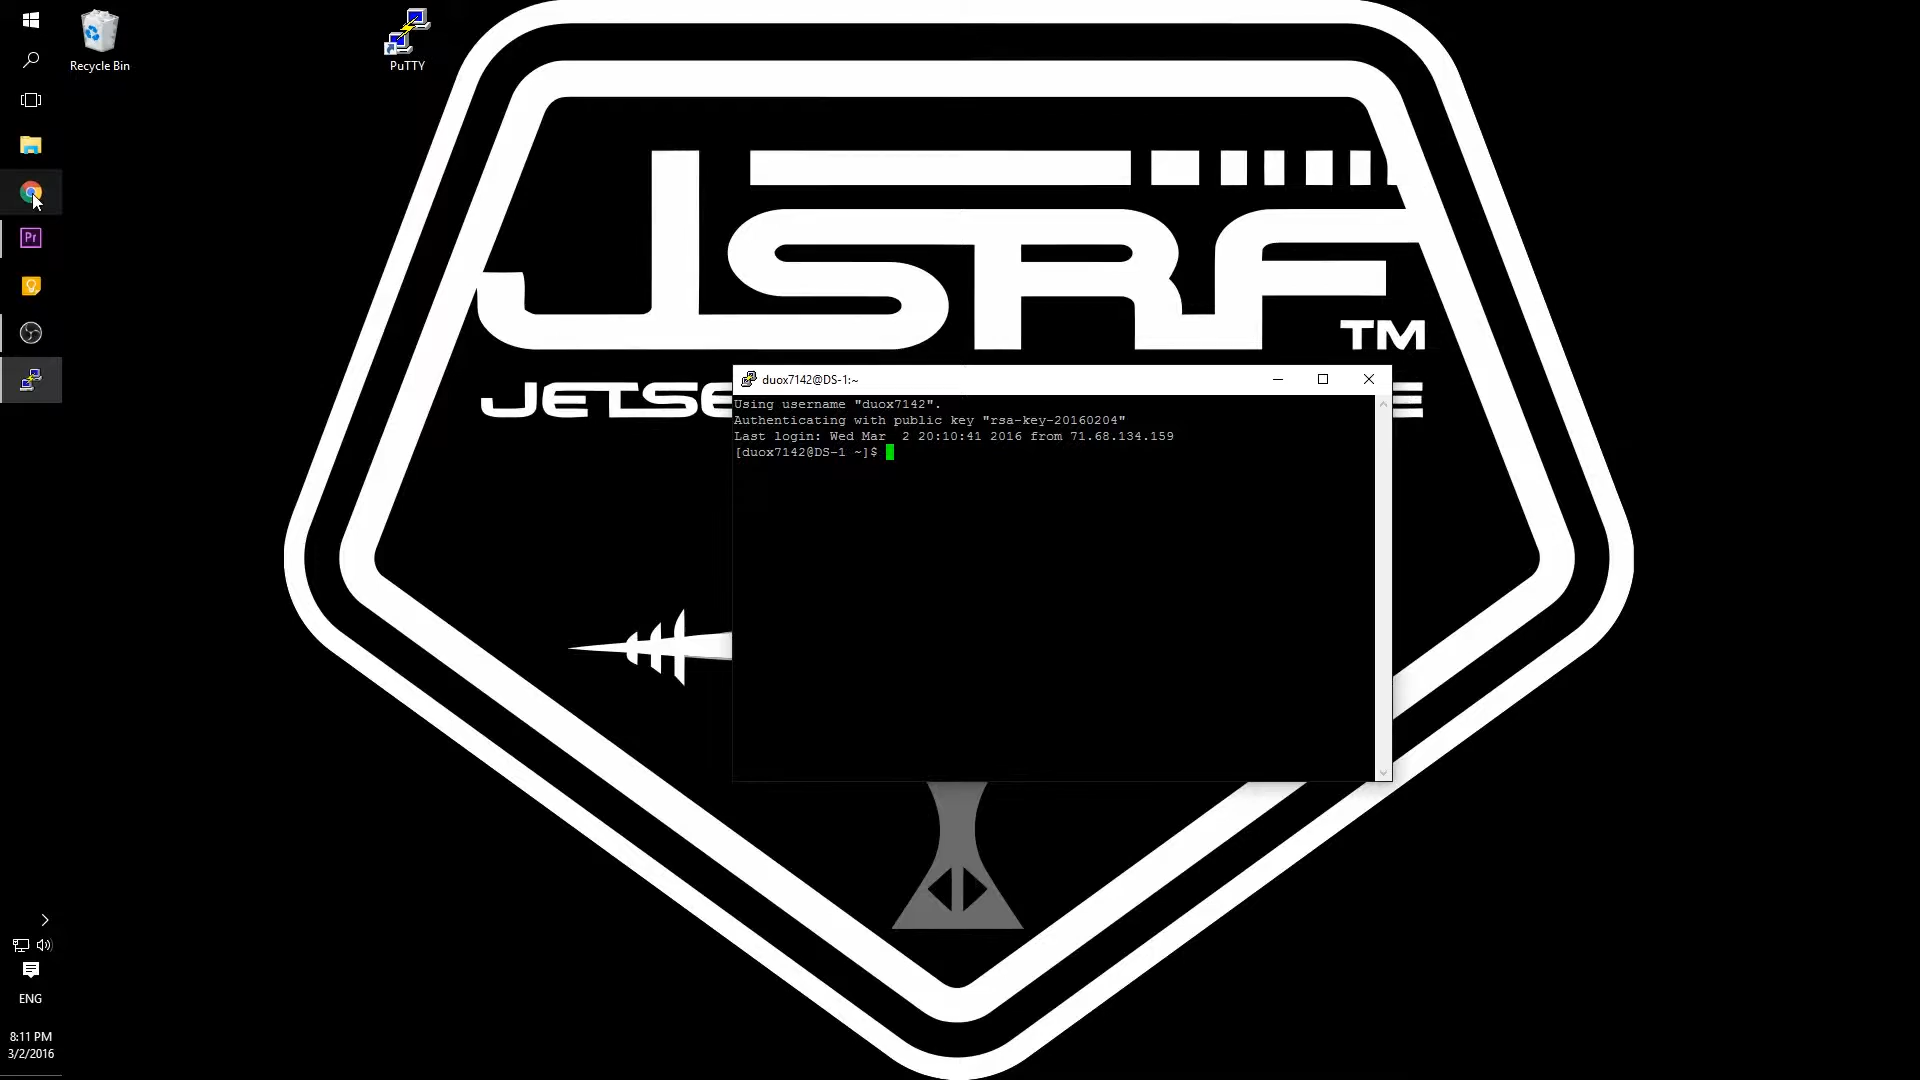 Recycle Bin
PuTTY
Pr
JSRF
TM
JETSE
E
duox7142@DS-1:~
Using username "duox7142".
Authenticating with public key "rsa-key-20160204"
Last login: Wed Mar  2 20:10:41 2016 from 71.68.134.159
[duox7142@DS-1 ~]$
ENG
8:11 PM
3/2/2016